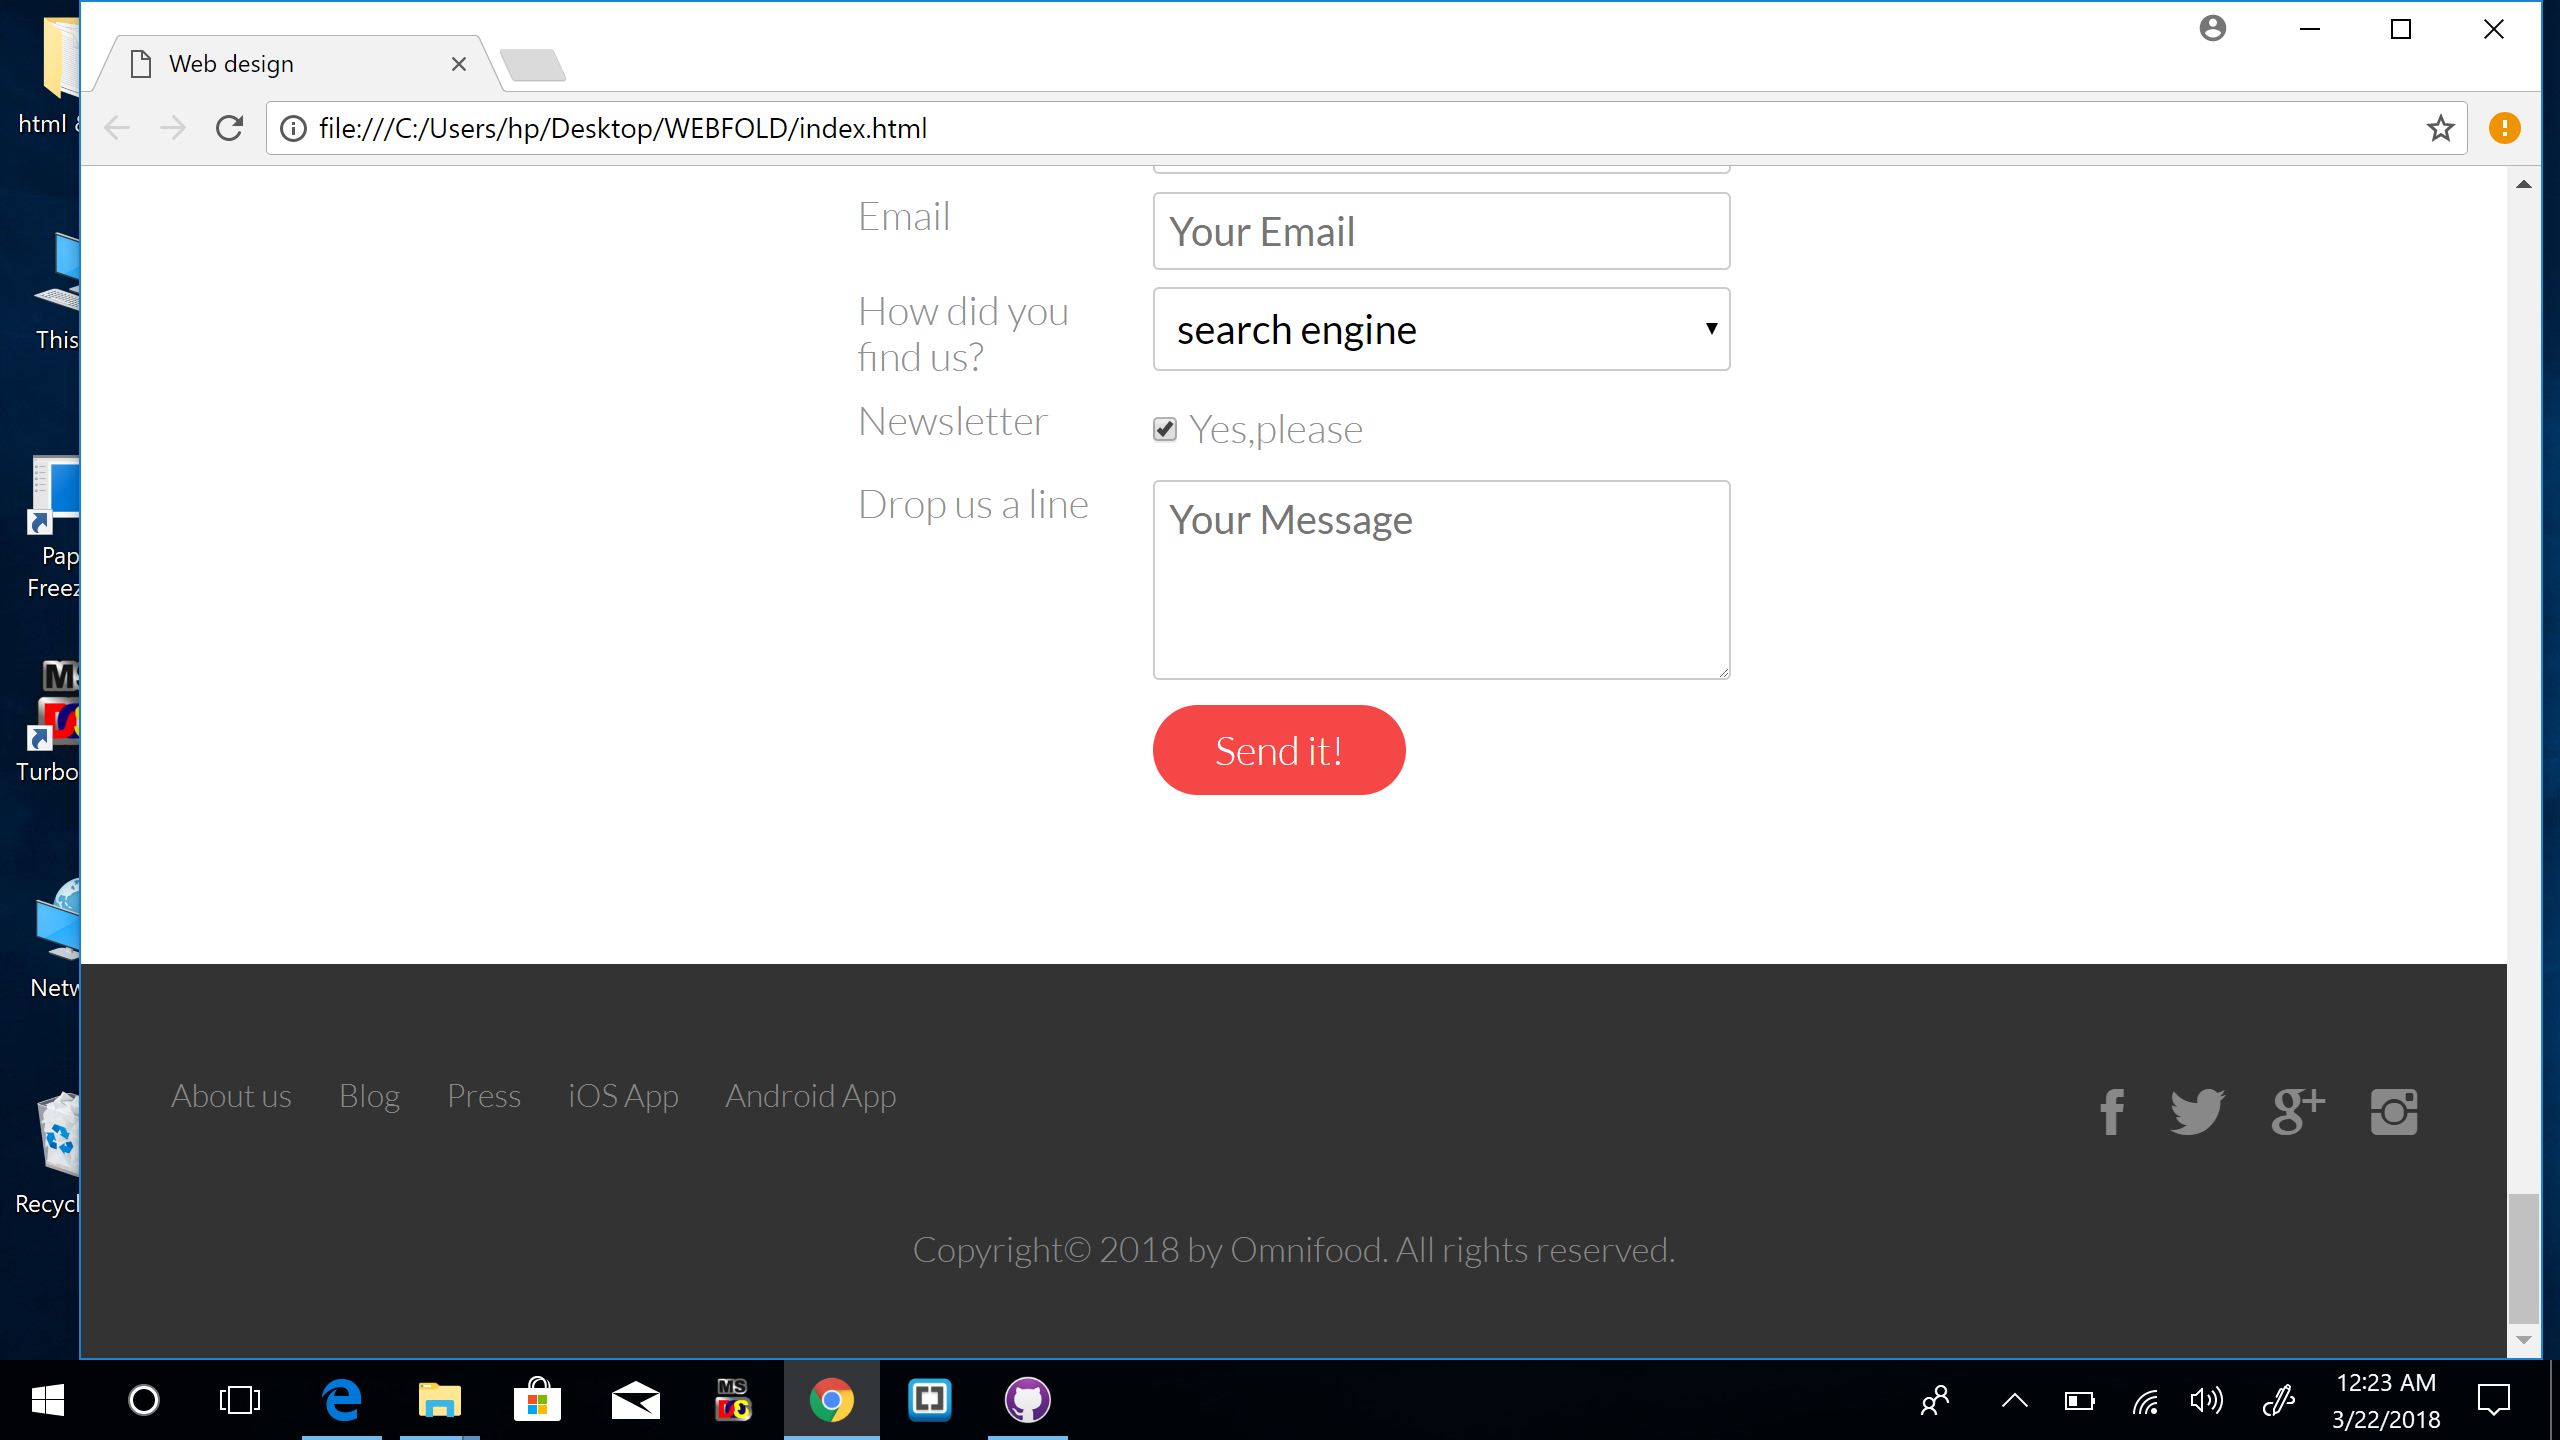 Web design
file:///C:/Users/hp/Desktop/WEBFOLD/index.html
html &
This
Pap
Freez
MS
Turbo
Netw
Recycl
Email
Your Email
How did you
find us?
search engine
Newsletter
Yes,please
Drop us a line
Your Message
Send it!
About us
Blog
Press
iOS App
Android App
Copyright© 2018 by Omnifood. All rights reserved.
MS
12:23 AM
3/22/2018